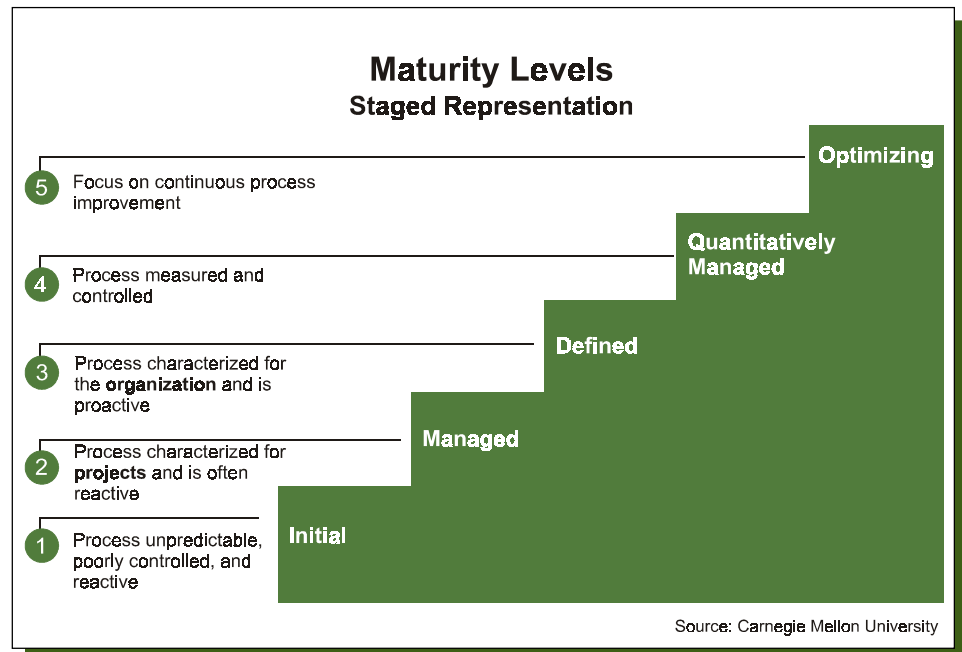 Maturity Levels
Staged Representation
Optimizing
5
Focus on continuous process
improvement
Quantitatively
Managed
4
Process measured and
controlled
Defined
3
Process characterized for
the organization and is
proactive
Managed
2
Process characterized for
projects and is often
reactive
Initial
1
Process unpredictable,
poorly controlled, and
reactive
Source: Carnegie Mellon University